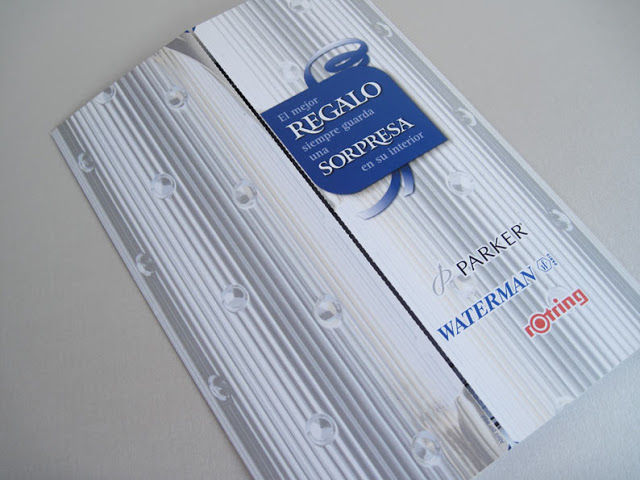 El mejor
REGALO
siempre guarda
una SORPRESA
en su interior
PARKER
WATERMAN
rotring